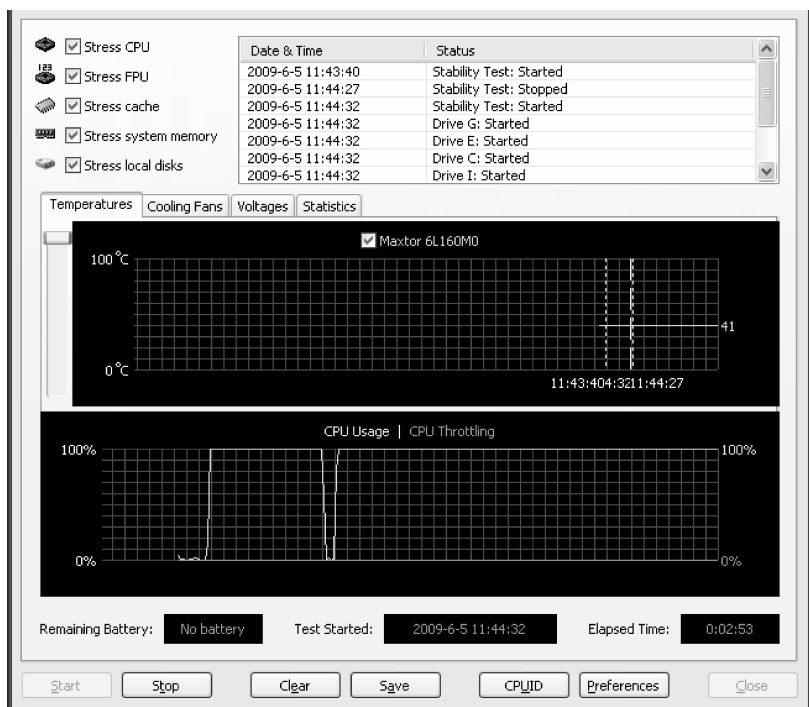 Stress CPU
123
Stress FPU
Stress cache
Stress system memory
Stress local disks
Date & Time Status
2009-6-5 11:43:40 Stability Test: Started
2009-6-5 11:44:27 Stability Test: Stopped
2009-6-5 11:44:32 Stability Test: Started
2009-6-5 11:44:32 Drive G: Started
2009-6-5 11:44:32 Drive E: Started
2009-6-5 11:44:32 Drive C: Started
2009-6-5 11:44:32 Drive I: Started
Temperatures Cooling Fans Voltages Statistics
Maxtor 6L160M0
100°C
41
0°C
11:43:404:3211:44:27
CPU Usage | CPU Throttling
100% 100%
0% 0%
Remaining Battery: No battery Test Started: 2009-6-5 11:44:32 Elapsed Time: 0:02:53
Start Stop Clear Save CPUID Preferences Close